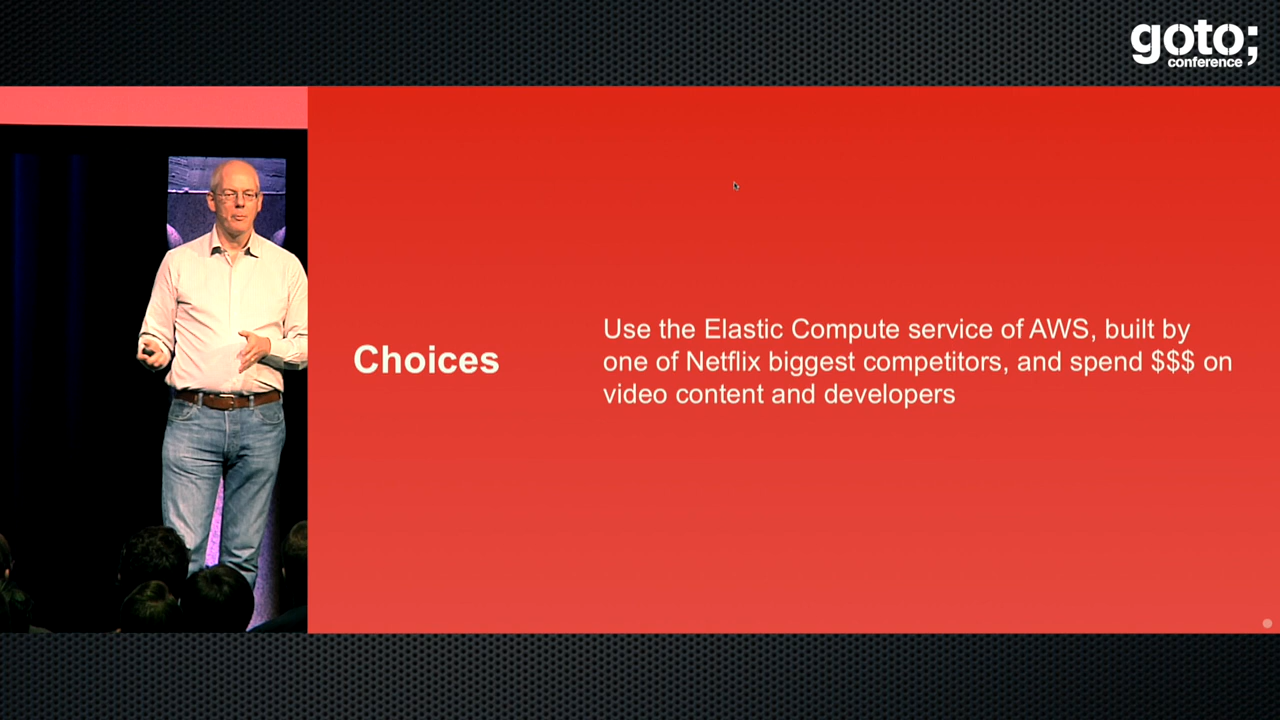 goto;
conference
Choices
Use the Elastic Compute service of AWS, built by
one of Netflix biggest competitors, and spend $$$ on
video content and developers